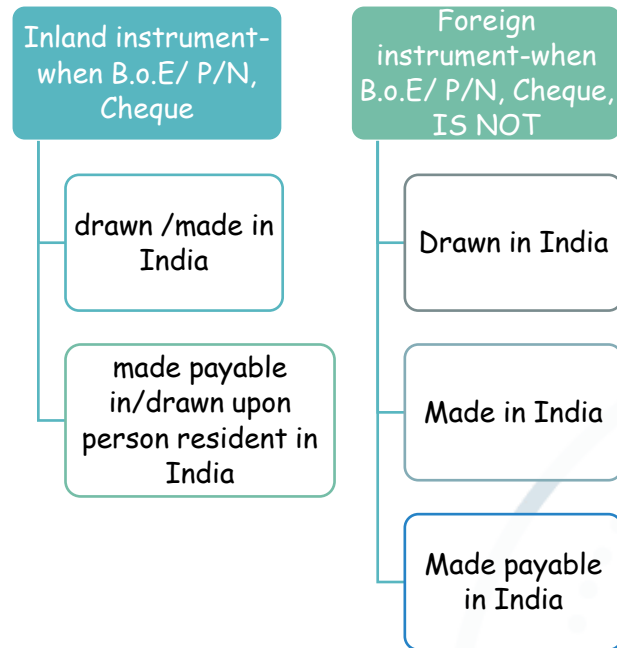 Inland instrument-
when B.o.E/ P/N,
Cheque
drawn /made in
India
made payable
in/drawn upon
person resident in
India
Foreign
instrument-when
B.o.E/ P/N, Cheque,
IS NOT
Drawn in India
Made in India
Made payable
in India